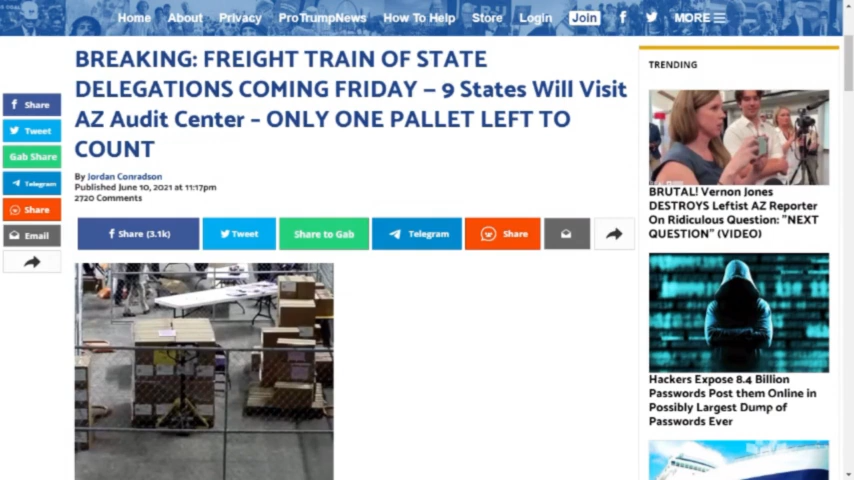 Home About Privacy ProTrumpNews How To Help Store Login Join MORE
BREAKING: FREIGHT TRAIN OF STATE
DELEGATIONS COMING FRIDAY – 9 States Will Visit
AZ Audit Center – ONLY ONE PALLET LEFT TO
COUNT
By Jordan Conradson
Published June 10, 2021 at 11:17pm
2720 Comments
Share
Tweet
Gab Share
Telegram
Share
Email
Share (3.1k) Tweet Share to Gab Telegram Share
TRENDING
BRUTAL! Vernon Jones
DESTROYS Leftist AZ Reporter
On Ridiculous Question: "NEXT
QUESTION" (VIDEO)
Hackers Expose 8.4 Billion
Passwords Post them Online in
Possibly Largest Dump of
Passwords Ever